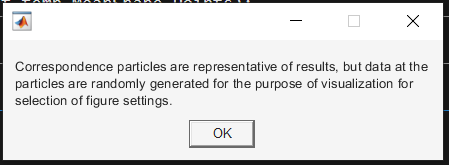 Correspondence particles are representative of results, but data at the
particles are randomly generated for the purpose of visualization for
selection of figure settings.
OK